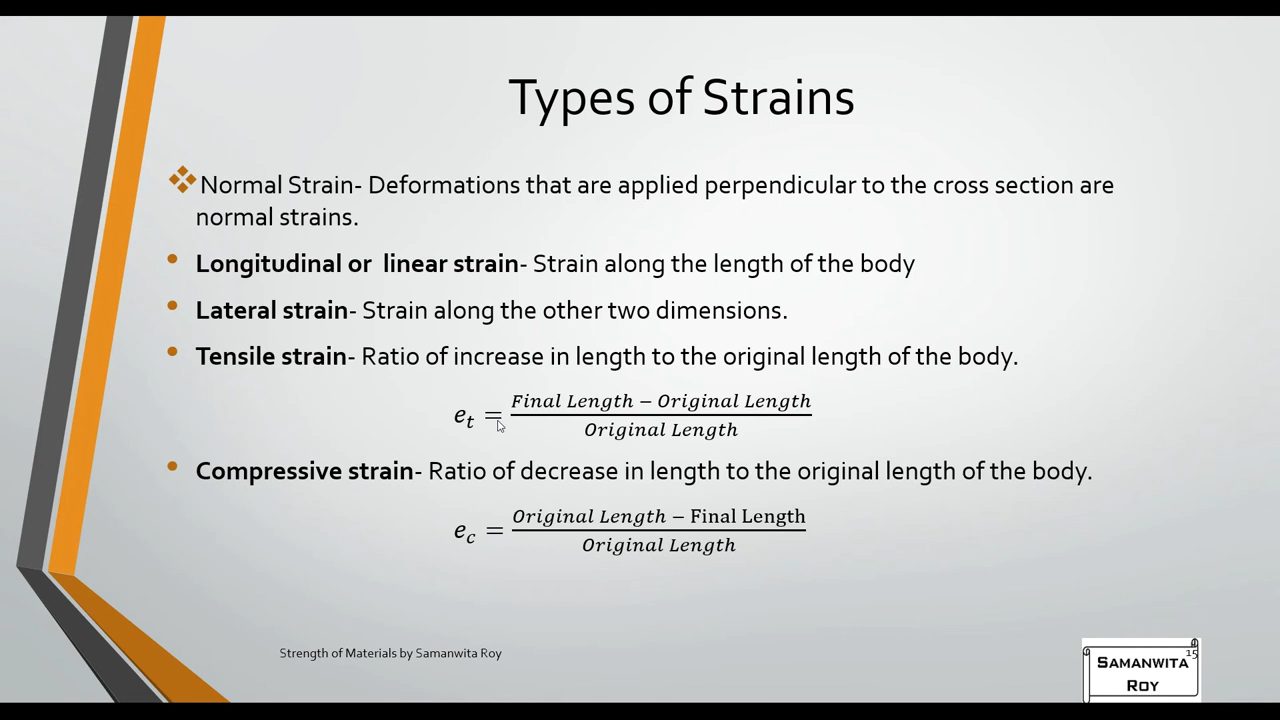 Types of Strains
Normal Strain- Deformations that are applied perpendicular to the cross section are
normal strains.
Longitudinal or linear strain- Strain along the length of the body
Lateral strain- Strain along the other two dimensions.
Tensile strain- Ratio of increase in length to the original length of the body.
e_t = (Final Length − Original Length) / (Original Length)
Compressive strain- Ratio of decrease in length to the original length of the body.
e_c = (Original Length − Final Length) / (Original Length)
Strength of Materials by Samanwita Roy
15
SAMANWITA
ROY